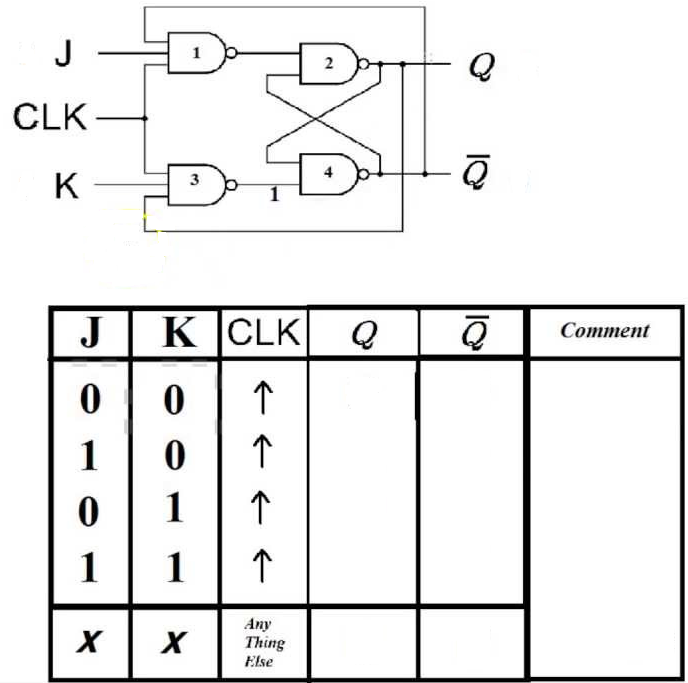 J 1 2 Q
CLK
K 3 1 4 Q̅
J K CLK Q Q̅ Comment
0 0 ↑
1 0 ↑
0 1 ↑
1 1 ↑
X X Any
Thing
Else